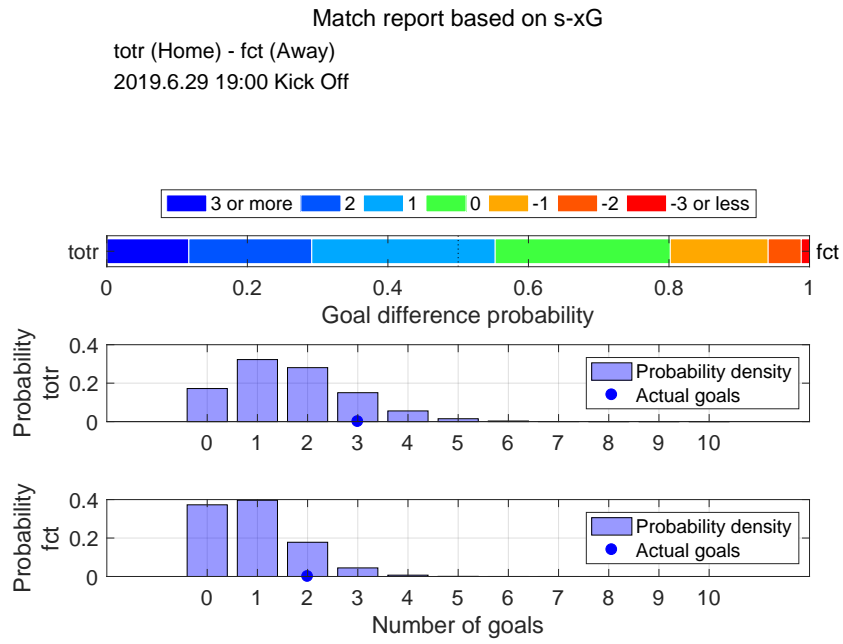 Match report based on s-xG
totr (Home) - fct (Away)
2019.6.29 19:00 Kick Off
3 or more 2 1 0 -1 -2 -3 or less
totr fct
0 0.2 0.4 0.6 0.8 1
Goal difference probability
Probability
totr
0.4
0.2
0
Probability density
Actual goals
0 1 2 3 4 5 6 7 8 9 10
Probability
fct
0.4
0.2
0
Probability density
Actual goals
0 1 2 3 4 5 6 7 8 9 10
Number of goals